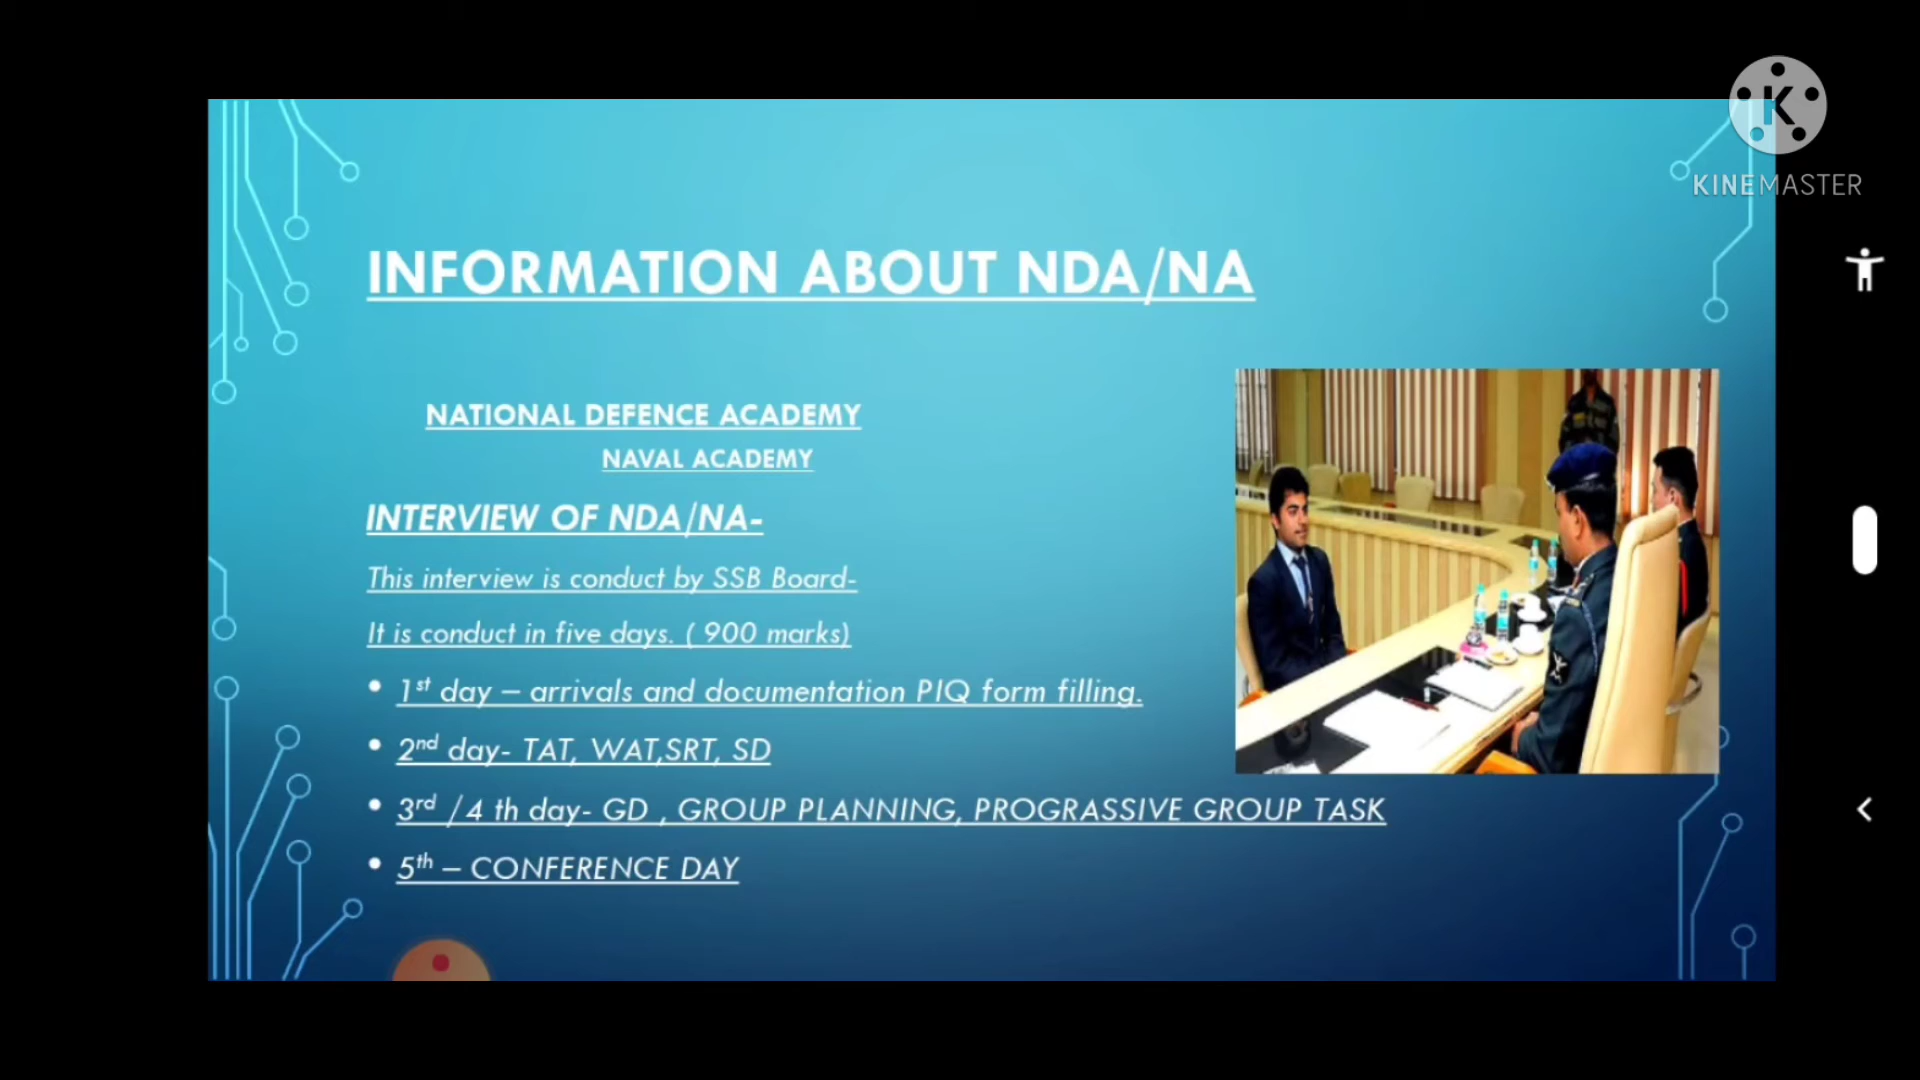 KINEMASTER
INFORMATION ABOUT NDA/NA
NATIONAL DEFENCE ACADEMY
NAVAL ACADEMY
INTERVIEW OF NDA/NA-
This interview is conduct by SSB Board-
It is conduct in five days. ( 900 marks)
• 1st day – arrivals and documentation PIQ form filling.
• 2nd day- TAT, WAT,SRT, SD
• 3rd /4 th day- GD , GROUP PLANNING, PROGRASSIVE GROUP TASK
• 5th – CONFERENCE DAY